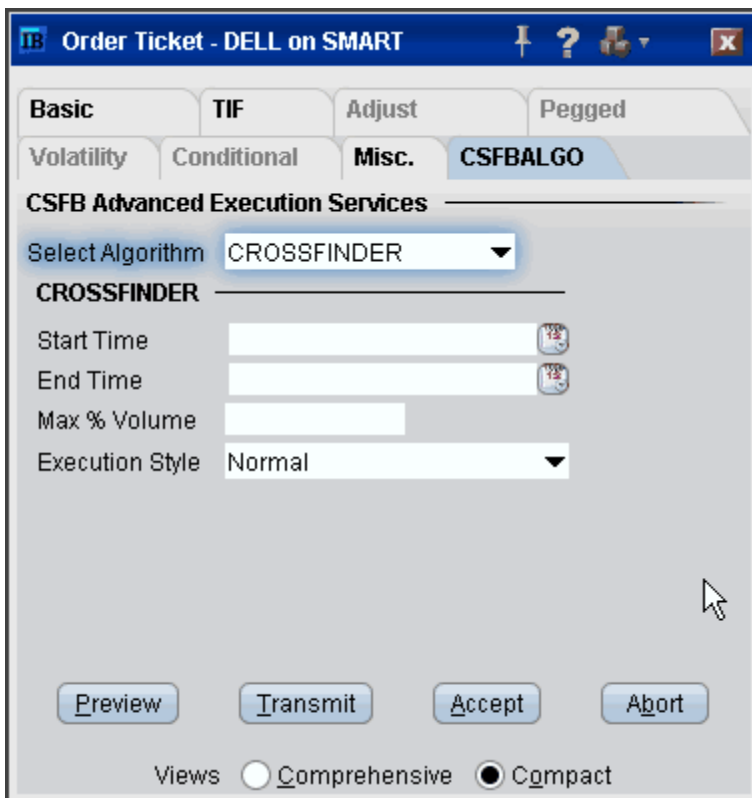 IB Order Ticket - DELL on SMART ?
Basic TIF Adjust Pegged
Volatility Conditional Misc. CSFBALGO
CSFB Advanced Execution Services
Select Algorithm CROSSFINDER
CROSSFINDER
Start Time
End Time
Max % Volume
Execution Style Normal
Preview Transmit Accept Abort
Views Comprehensive Compact